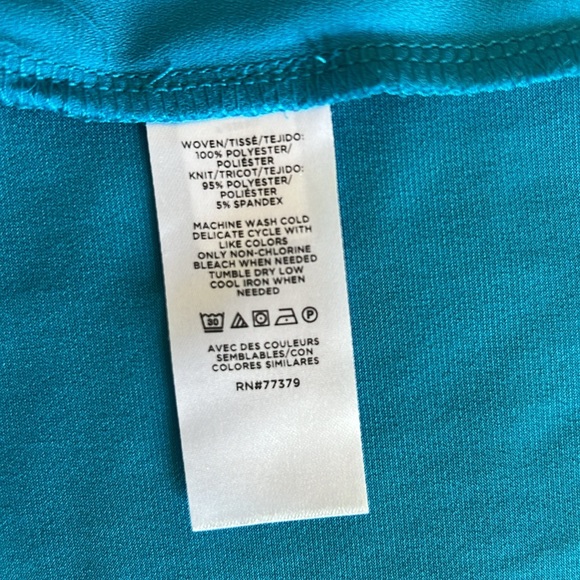 WOVEN/TISSÉ/TEJIDO:
100% POLYESTER/
POLIÉSTER
KNIT/TRICOT/TEJIDO:
95% POLYESTER/
POLIÉSTER
5% SPANDEX
MACHINE WASH COLD
DELICATE CYCLE WITH
LIKE COLORS
ONLY NON-CHLORINE
BLEACH WHEN NEEDED
TUMBLE DRY LOW
COOL IRON WHEN
NEEDED
30 P
AVEC DES COULEURS
SEMBLABLES/CON
COLORES SIMILARES
RN#77379